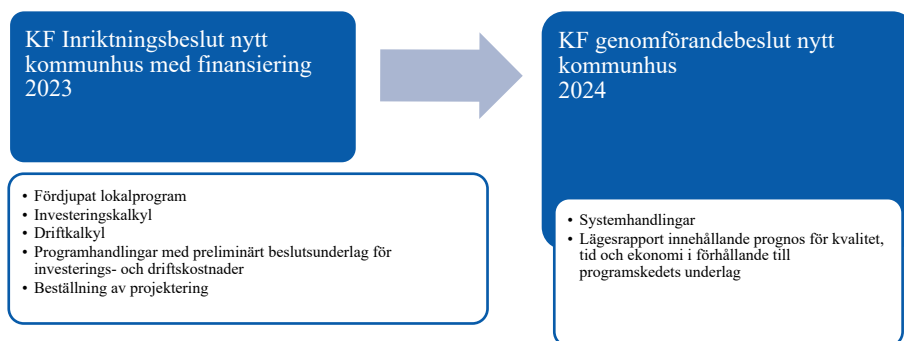 KF Inriktningsbeslut nytt
kommunhus med finansiering
2023
• Fördjupat lokalprogram
• Investeringskalkyl
• Driftkalkyl
• Programhandlingar med preliminärt beslutsunderlag för
investerings- och driftskostnader
• Beställning av projektering
KF genomförandebeslut nytt
kommunhus
2024
• Systemhandlingar
• Lägesrapport innehållande prognos för kvalitet,
tid och ekonomi i förhållande till
programskedets underlag